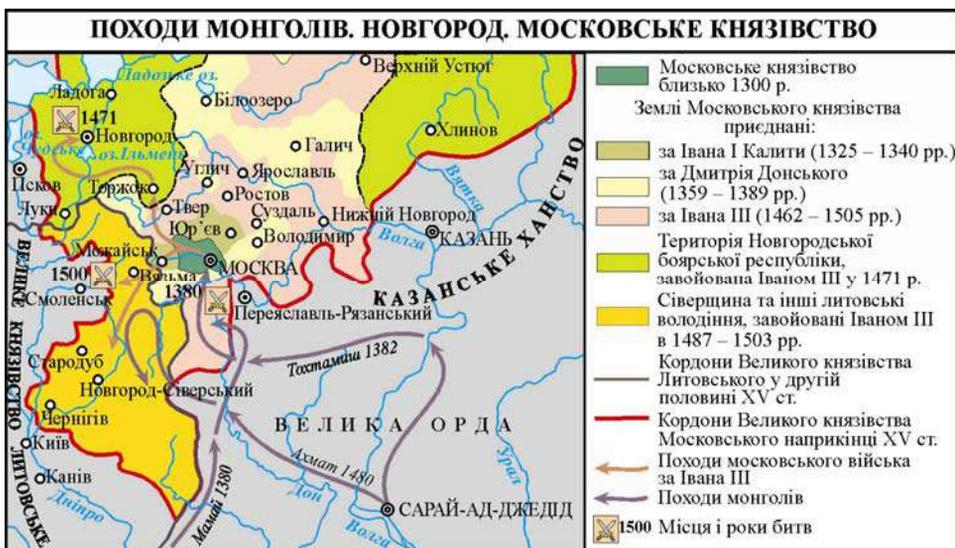 ПОХОДИ МОНГОЛІВ. НОВГОРОД. МОСКОВСЬКЕ КНЯЗІВСТВО
Ладозьке оз.
Верхній Устюг
Ладога
1471
Білоозеро
Новгород
Хлинов
оз.
Чудське
оз.Ільмень
Галич
Вятка
Псков
Углич
Ярославль
Торжок
Ростов
Луки
Твер
Суздаль
Нижній Новгород
Юр'єв
Волга
КАЗАНЬ
Володимир
Можайськ
МОСКВА
1500
Вязьма
Смоленськ
1380
Переяславль-Рязанський
КАЗАНСЬКЕ ХАНСТВО
ВЕЛИКЕ КНЯЗІВСТВО ЛИТОВСЬКЕ
Стародуб
Тохтамиш 1382
Новгород-Сіверський
Чернігів
ВЕЛИКА ОРДА
Київ
Ахмат 1480
Урал
Канів
Мамай 1380
Дон
САРАЙ-АД-ДЖЕДІД
Дніпро
Волга
Московське князівство
близько 1300 р.
Землі Московського князівства
приєднані:
за Івана І Калити (1325 – 1340 рр.)
за Дмитрія Донського
(1359 – 1389 рр.)
за Івана ІІІ (1462 – 1505 рр.)
Територія Новгородської
боярської республіки,
завойована Іваном ІІІ у 1471 р.
Сіверщина та інші литовські
володіння, завойовані Іваном ІІІ
в 1487 – 1503 рр.
Кордони Великого князівства
Литовського у другій
половині XV ст.
Кордони Великого князівства
Московського наприкінці XV ст.
Походи московського війська
за Івана ІІІ
Походи монголів
1500 Місця і роки битв